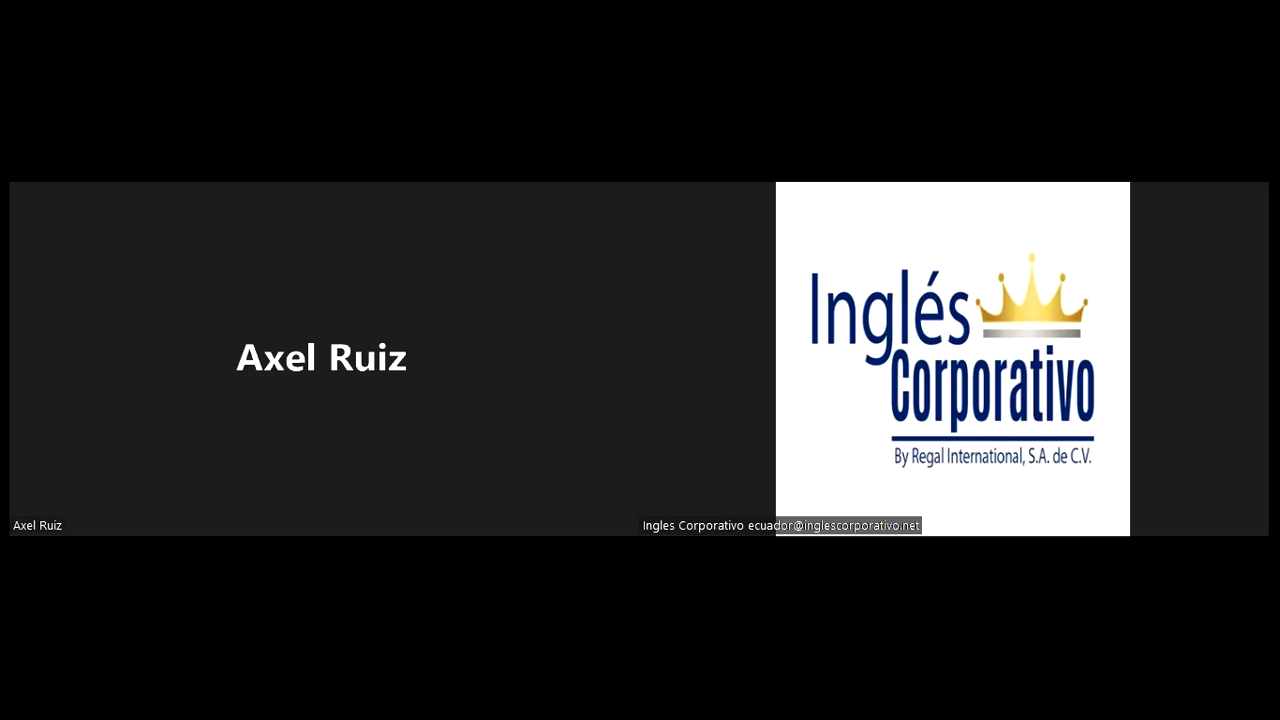 Axel Ruiz
Axel Ruiz
Inglés
Corporativo
By Regal International, S.A. de C.V.
Ingles Corporativo ecuador@inglescorporativo.net